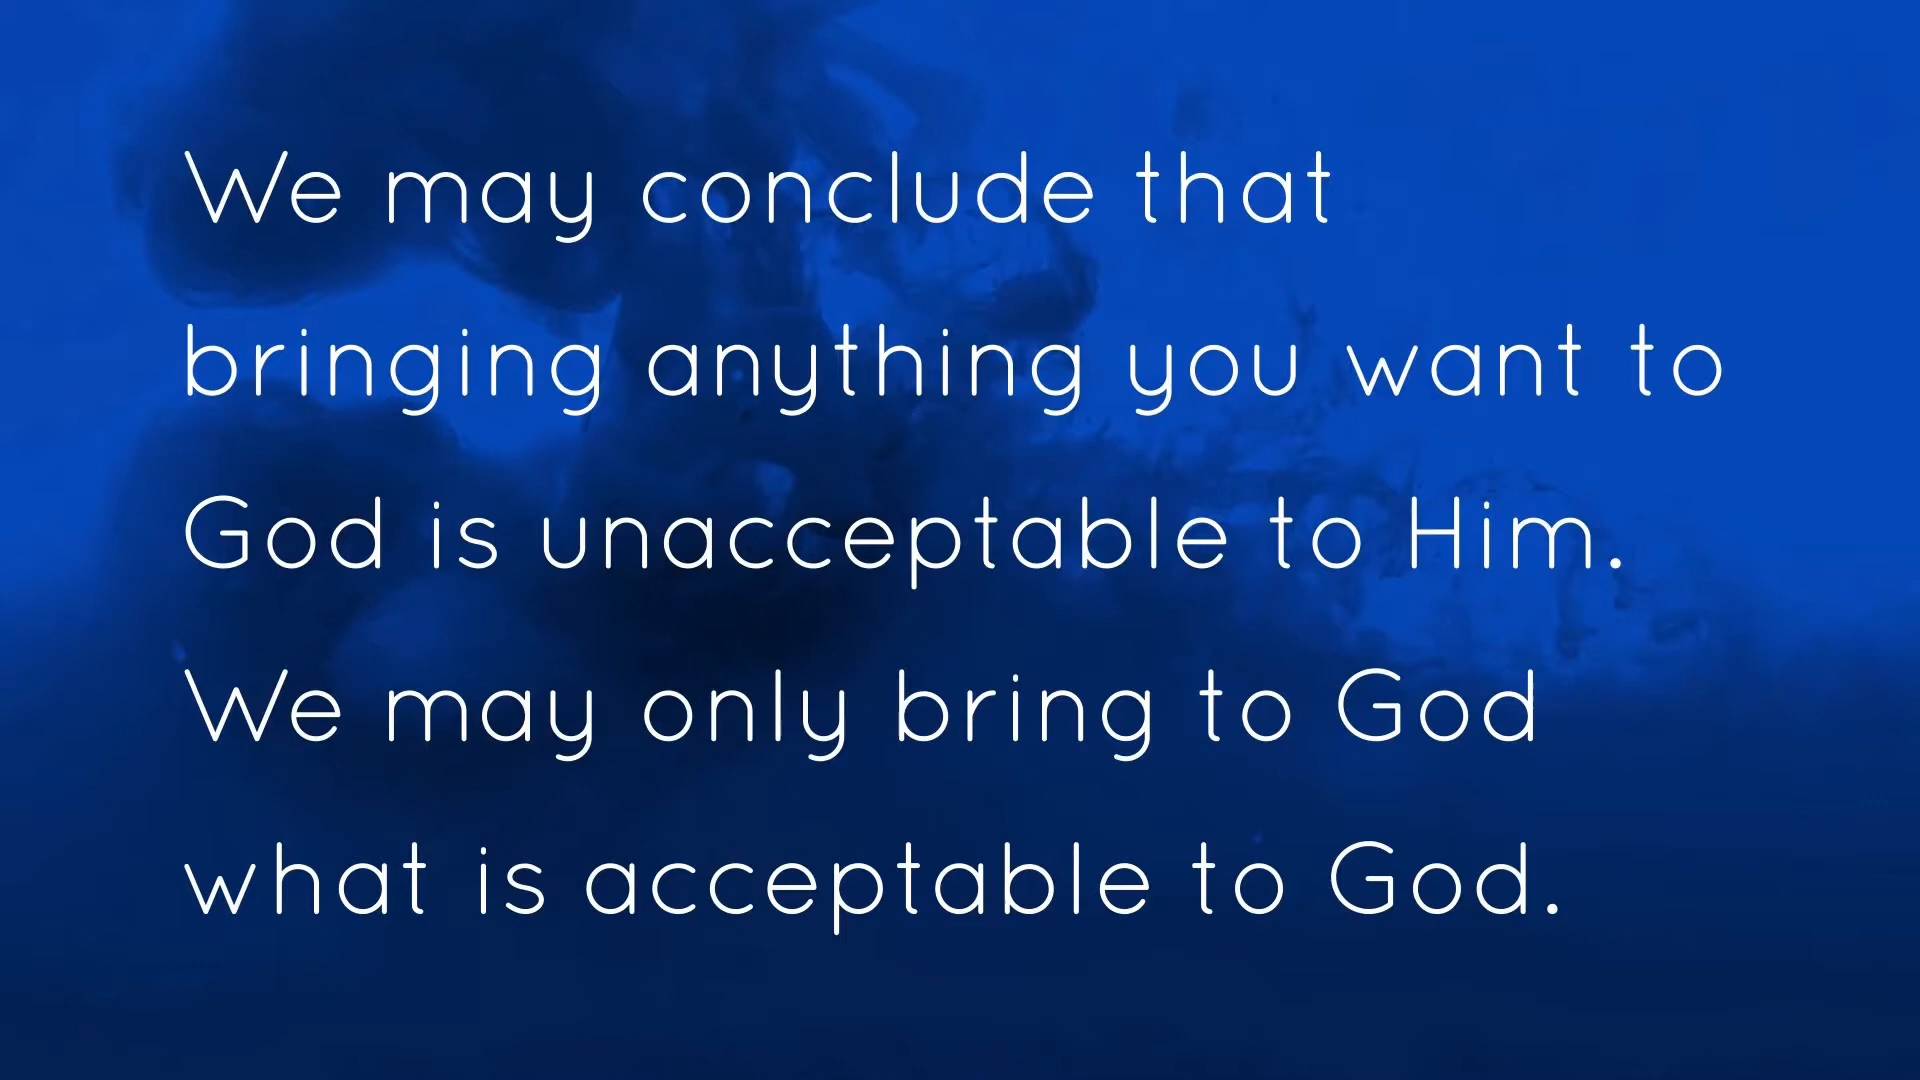 We may conclude that
bringing anything you want to
God is unacceptable to Him.
We may only bring to God
what is acceptable to God.